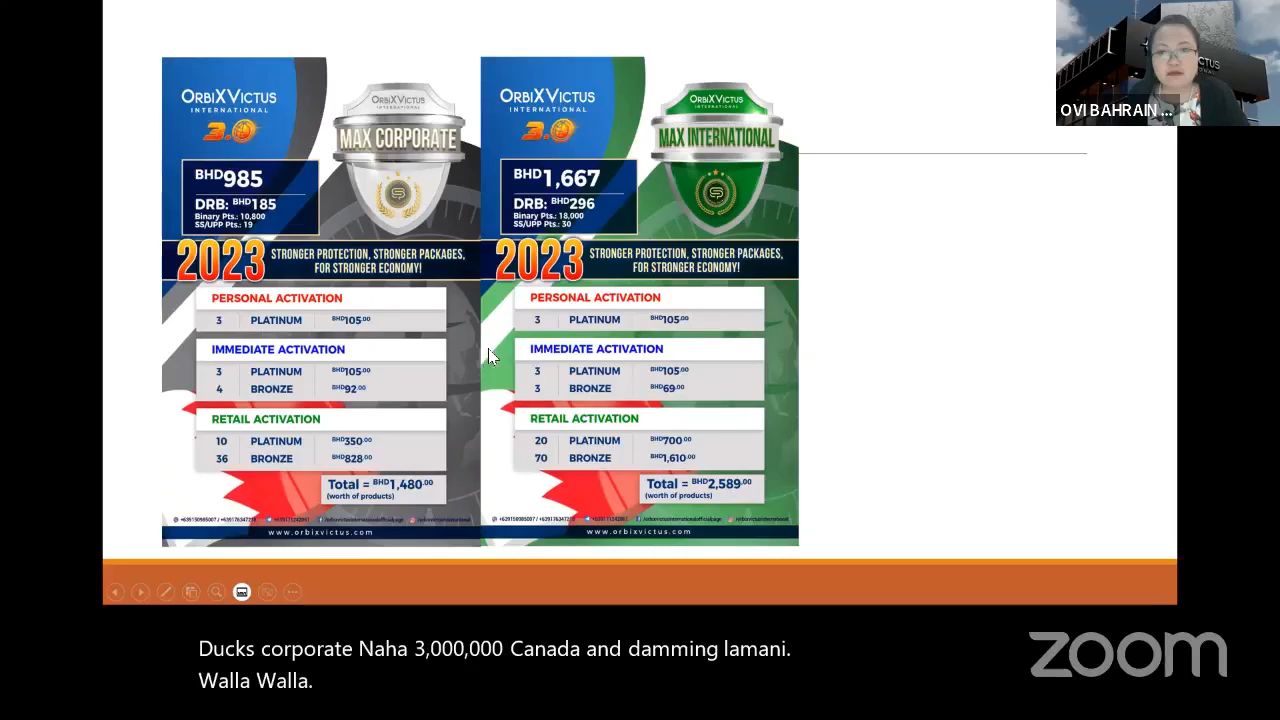 OVI BAHRAIN ...
ORBIXVICTUS
INTERNATIONAL
3.0
ORBIXVICTUS
INTERNATIONAL
MAX CORPORATE
BHD985
DRB: BHD185
Binary Pts.: 10,800
SS/UPP Pts.: 19
2023
STRONGER PROTECTION, STRONGER PACKAGES,
FOR STRONGER ECONOMY!
PERSONAL ACTIVATION
3 PLATINUM BHD105.00
IMMEDIATE ACTIVATION
3 PLATINUM BHD105.00
4 BRONZE BHD92.00
RETAIL ACTIVATION
10 PLATINUM BHD350.00
36 BRONZE BHD828.00
Total = BHD1,480.00
(worth of products)
www.orbixvictus.com
ORBIXVICTUS
INTERNATIONAL
3.0
ORBIXVICTUS
INTERNATIONAL
MAX INTERNATIONAL
BHD1,667
DRB: BHD296
Binary Pts.: 18,000
SS/UPP Pts.: 30
2023
STRONGER PROTECTION, STRONGER PACKAGES,
FOR STRONGER ECONOMY!
PERSONAL ACTIVATION
3 PLATINUM BHD105.00
IMMEDIATE ACTIVATION
3 PLATINUM BHD105.00
3 BRONZE BHD69.00
RETAIL ACTIVATION
20 PLATINUM BHD700.00
70 BRONZE BHD1,610.00
Total = BHD2,589.00
(worth of products)
www.orbixvictus.com
Ducks corporate Naha 3,000,000 Canada and damming lamani.
Walla Walla.
zoom